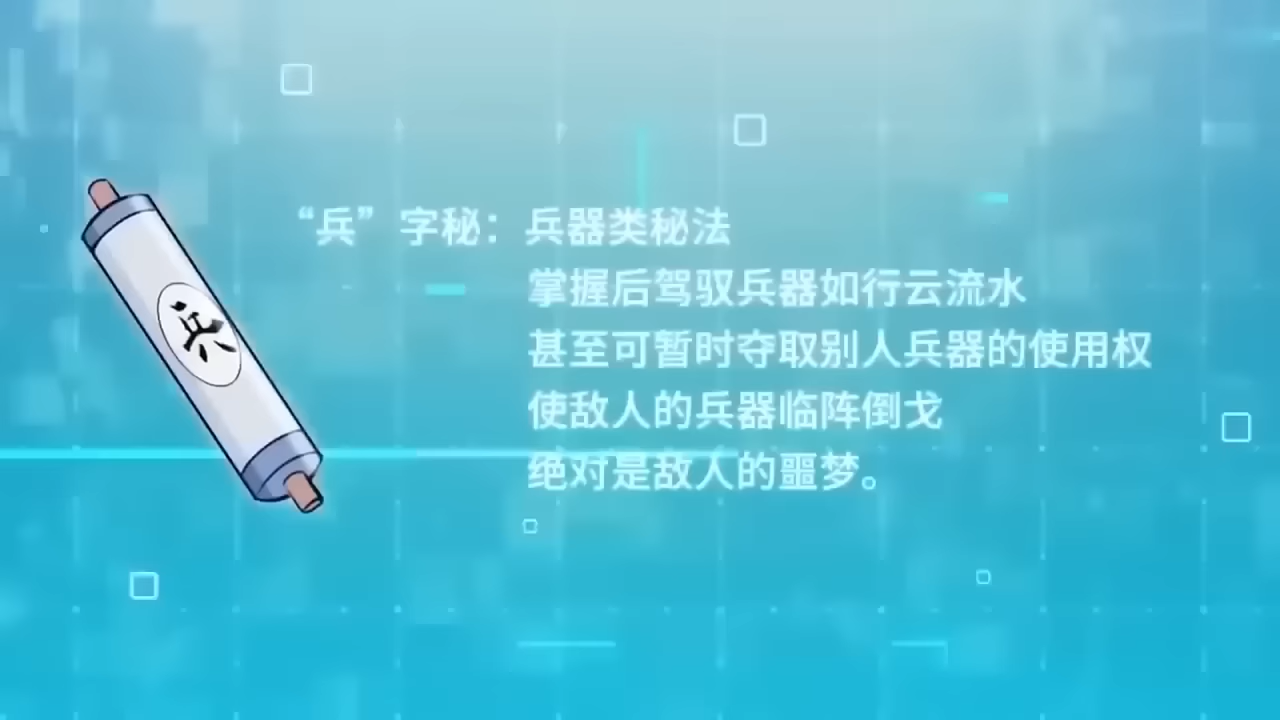 兵
“兵”字秘：兵器类秘法
掌握后驾驭兵器如行云流水
甚至可暂时夺取别人兵器的使用权
使敌人的兵器临阵倒戈
绝对是敌人的噩梦。